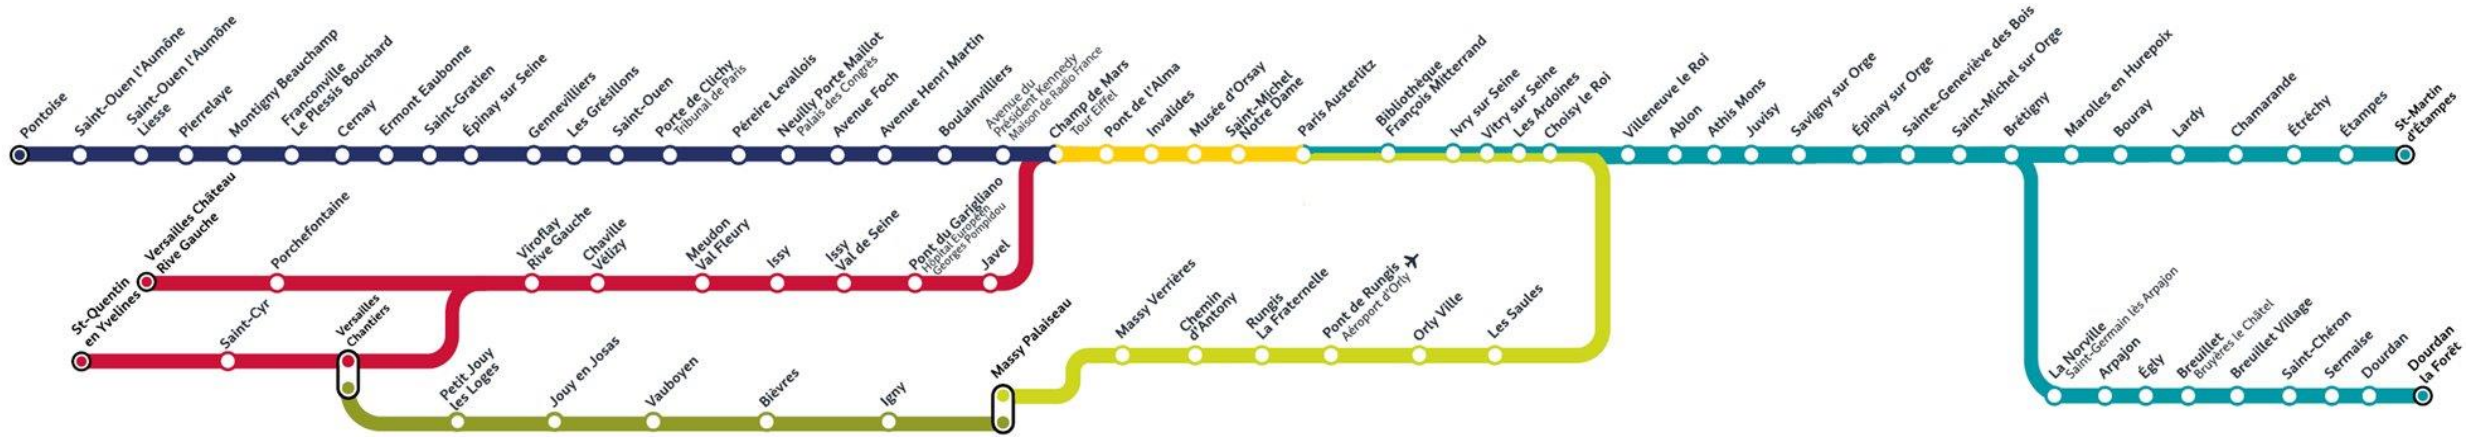 Pontoise
Saint-Ouen l'Aumône
Saint-Ouen l'Aumône
Liesse
Pierrelaye
Montigny Beauchamp
Franconville
Le Plessis Bouchard
Cernay
Ermont Eaubonne
Saint-Gratien
Épinay sur Seine
Gennevilliers
Les Grésillons
Saint-Ouen
Porte de Clichy
Tribunal de Paris
Péreire Levallois
Neuilly Porte Maillot
Palais des Congrès
Avenue Foch
Avenue Henri Martin
Boulainvilliers
Avenue du
Président Kennedy
Maison de Radio France
Champ de Mars
Tour Eiffel
Pont de l'Alma
Invalides
Musée d'Orsay
Saint-Michel
Notre Dame
Paris Austerlitz
Bibliothèque
François Mitterrand
Ivry sur Seine
Vitry sur Seine
Les Ardoines
Choisy le Roi
Villeneuve le Roi
Ablon
Athis Mons
Juvisy
Savigny sur Orge
Épinay sur Orge
Sainte-Geneviève des Bois
Saint-Michel sur Orge
Brétigny
Marolles en Hurepoix
Bouray
Lardy
Chamarande
Étréchy
Étampes
St-Martin
d'Étampes
Versailles Château
Rive Gauche
Porchefontaine
Viroflay
Rive Gauche
Chaville
Vélizy
Meudon
Val Fleury
Issy
Issy
Val de Seine
Pont du Garigliano
Hôpital Européen
Georges Pompidou
Javel
St-Quentin
en Yvelines
Saint-Cyr
Versailles
Chantiers
Petit Jouy
les Loges
Jouy en Josas
Vauboyen
Bièvres
Igny
Massy Palaiseau
Massy Verrières
Chemin
d'Antony
Rungis
La Fraternelle
Pont de Rungis
Aéroport d'Orly
Orly Ville
Les Saules
La Norville
Saint-Germain lès Arpajon
Arpajon
Égly
Breuillet
Bruyères le Châtel
Breuillet Village
Saint-Chéron
Sermaise
Dourdan
Dourdan
la Forêt